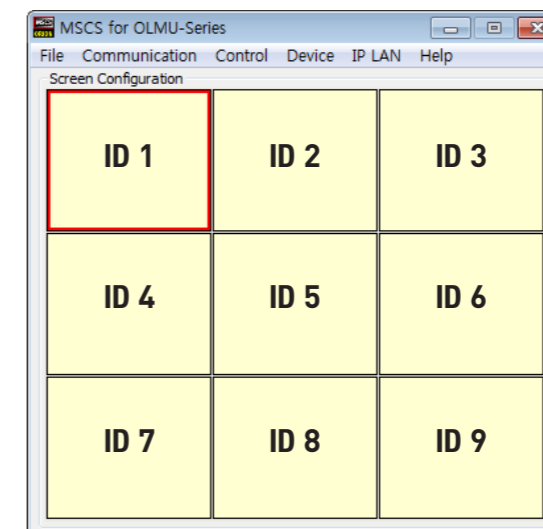 MSCS for OLMU-Series
File Communication Control Device IP LAN Help
Screen Configuration
ID 1 ID 2 ID 3
ID 4 ID 5 ID 6
ID 7 ID 8 ID 9